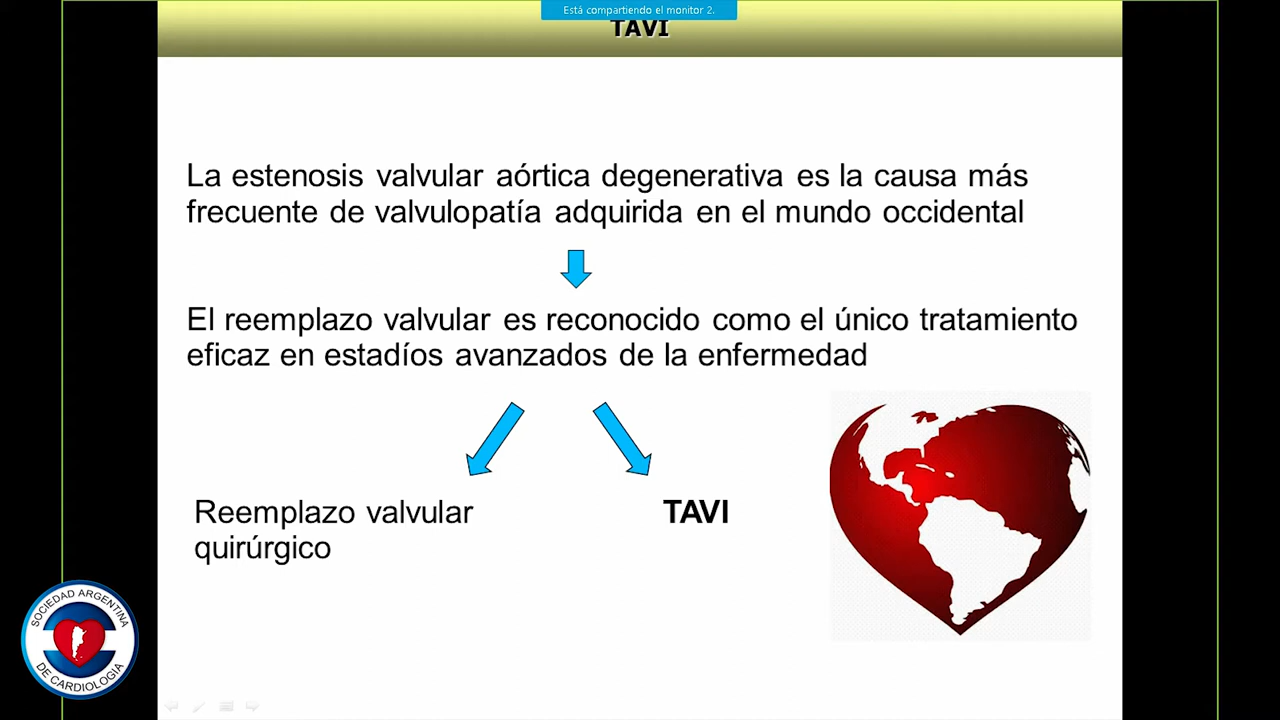 Está compartiendo el monitor 2.
TAVI
La estenosis valvular aórtica degenerativa es la causa más
frecuente de valvulopatía adquirida en el mundo occidental
El reemplazo valvular es reconocido como el único tratamiento
eficaz en estadíos avanzados de la enfermedad
Reemplazo valvular
quirúrgico
TAVI
SOCIEDAD ARGENTINA
DE CARDIOLOGIA